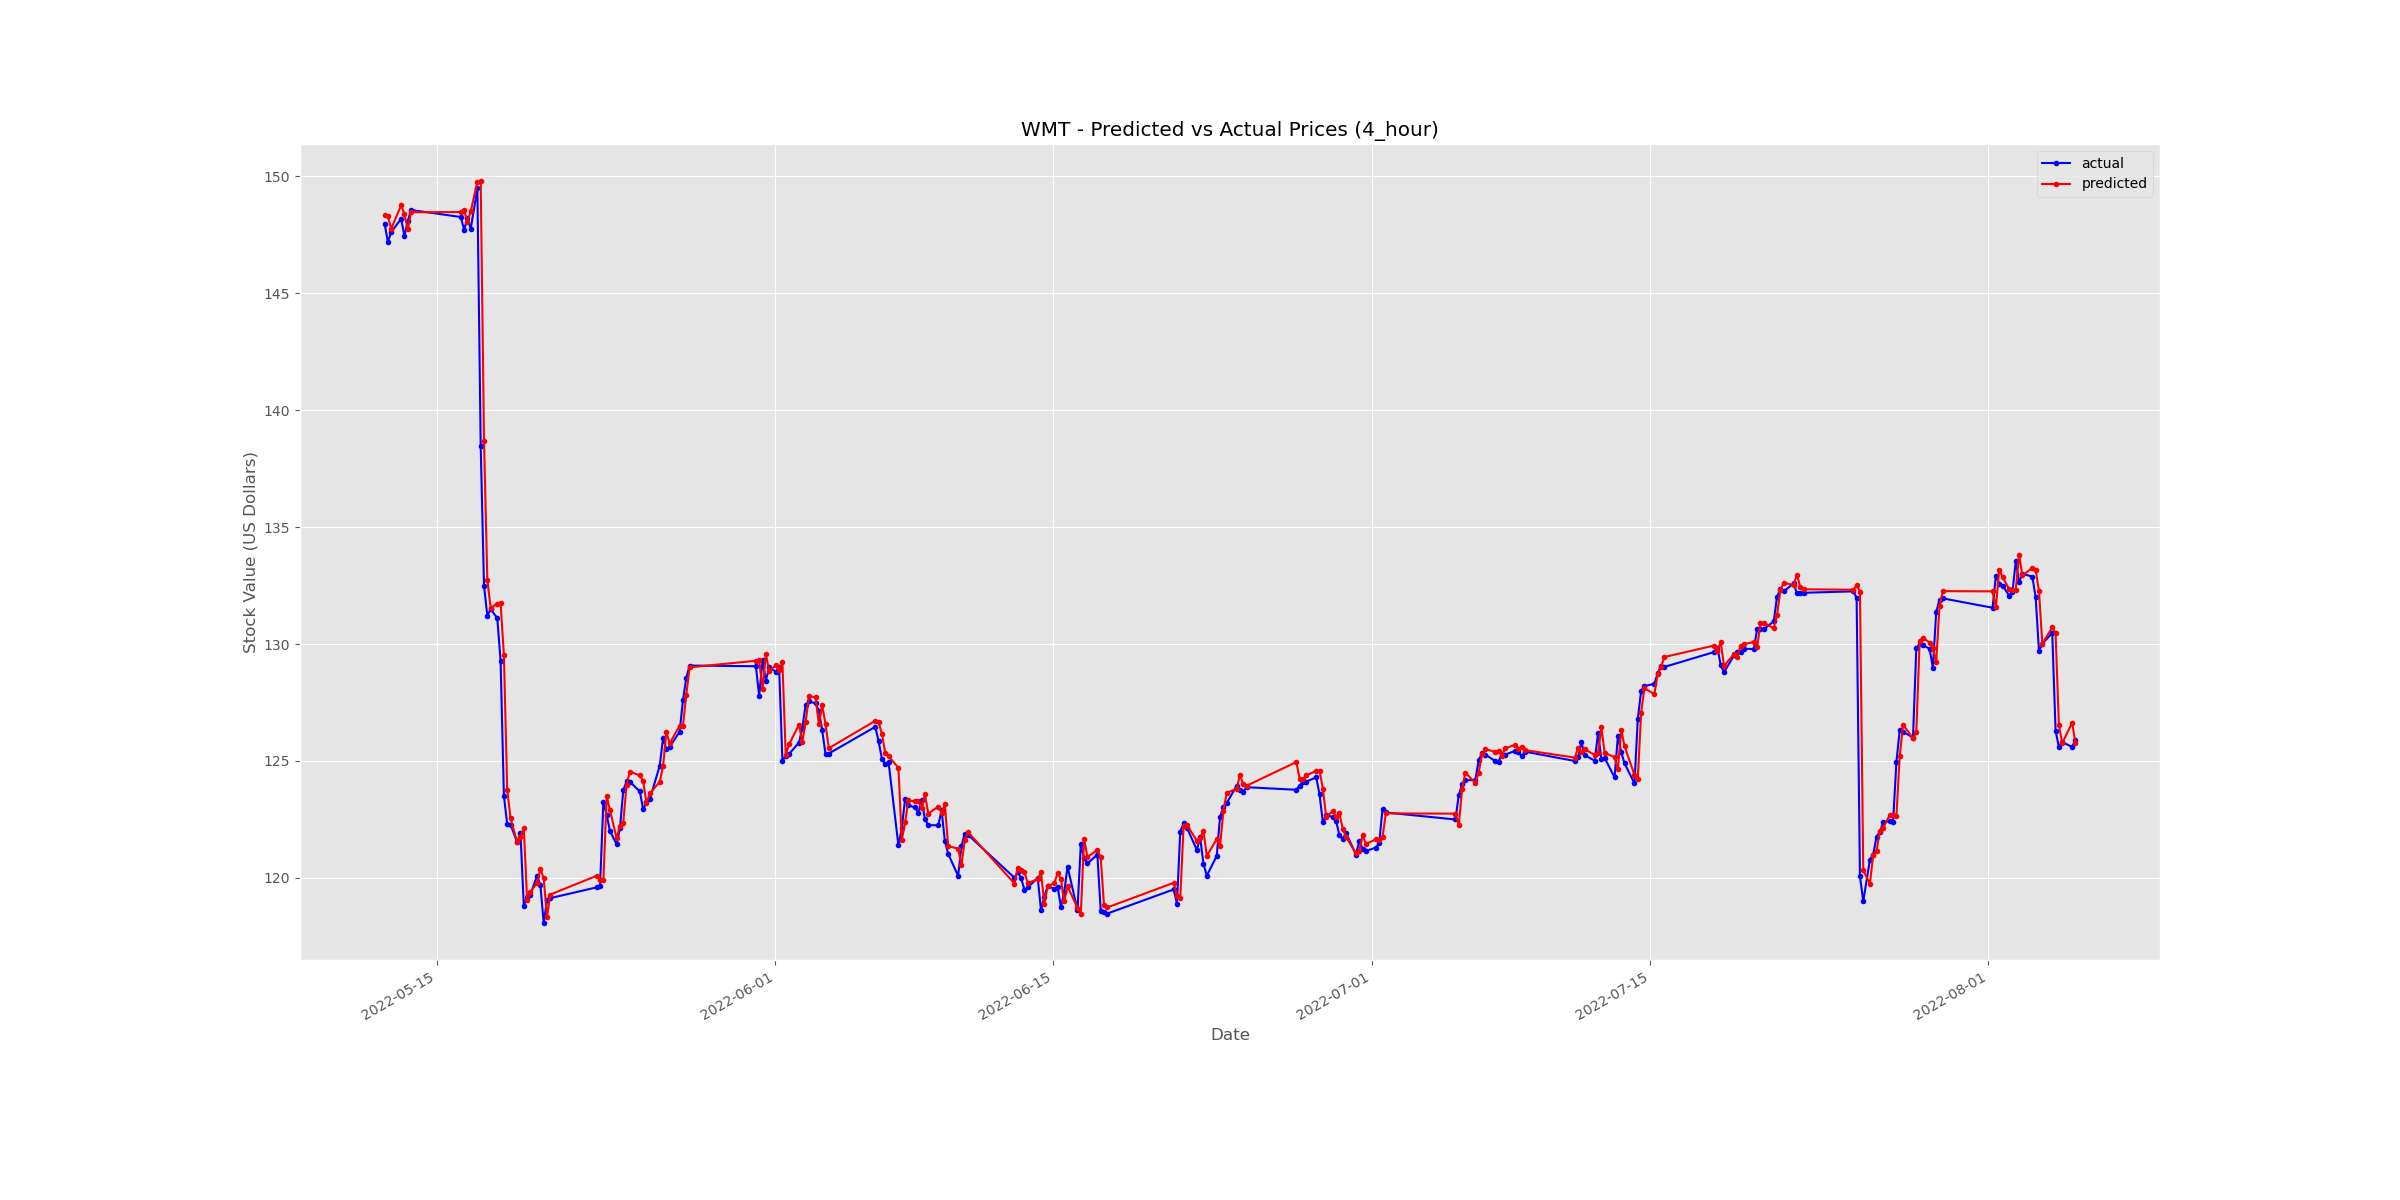 WMT - Predicted vs Actual Prices (4_hour)
actual
predicted
150
145
140
135
130
125
120
Stock Value (US Dollars)
2022-05-15
2022-06-01
2022-06-15
2022-07-01
2022-07-15
2022-08-01
Date